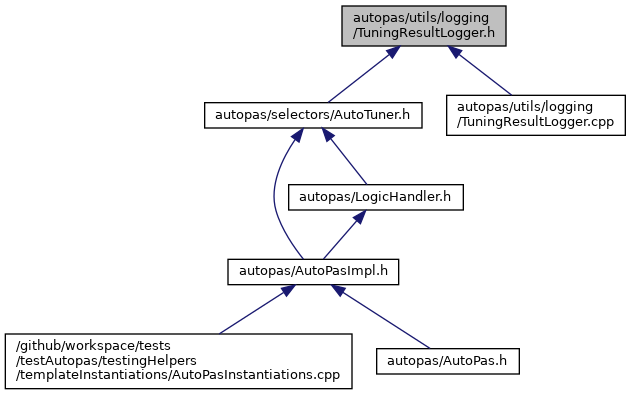 autopas/utils/logging
/TuningResultLogger.h
autopas/selectors/AutoTuner.h
autopas/utils/logging
/TuningResultLogger.cpp
autopas/LogicHandler.h
autopas/AutoPasImpl.h
/github/workspace/tests
/testAutopas/testingHelpers
/templateInstantiations/AutoPasInstantiations.cpp
autopas/AutoPas.h